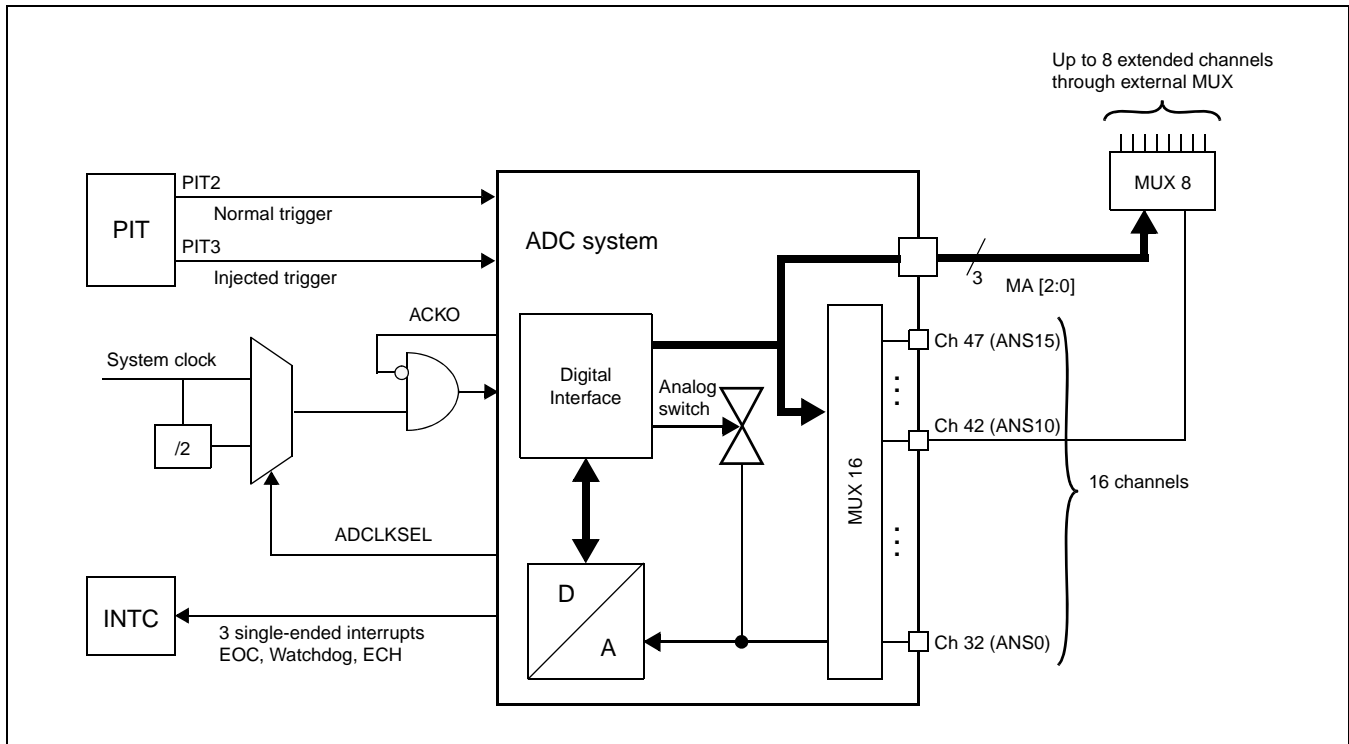 Up to 8 extended channels
through external MUX
MUX 8
PIT
PIT2
Normal trigger
PIT3
Injected trigger
ADC system
3
MA [2:0]
ACKO
System clock
/2
ADCLKSEL
Digital
Interface
Analog
switch
MUX 16
Ch 47 (ANS15)
Ch 42 (ANS10)
16 channels
Ch 32 (ANS0)
D
A
INTC
3 single-ended interrupts
EOC, Watchdog, ECH